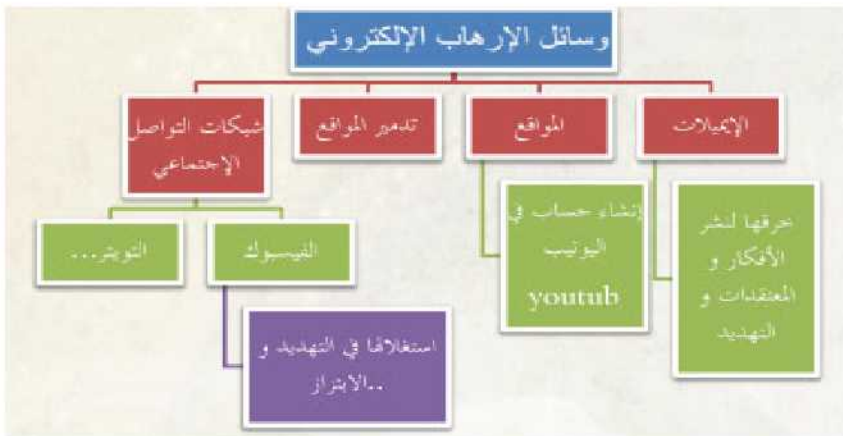 وسائل الإرهاب الإلكتروني
الإيميلات
المواقع
تدمير المواقع
شبكات التواصل
الإجتماعي
بحرقها لنشر
الأفكار و
المعتقدات و
التهديد
إنشاء حساب في
اليوتيب
youtub
الفيسبوك
التويتر...
استغلالها في التهديد و
الابتزاز..